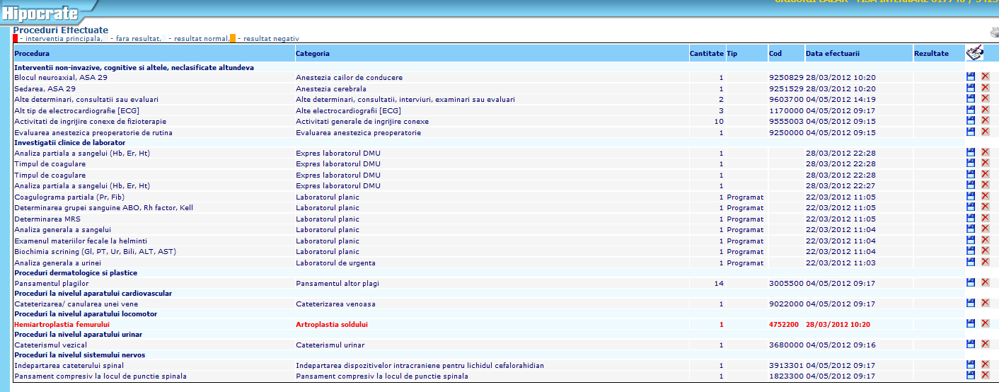 Hipocrate
Proceduri Effectuate
- interventia principala, - fara resultat, - resultat normal, - resultat negativ
Procedura Categoria Cantitate Tip Cod Data efectuarii Rezultate
Interventii non-invazive, cognitive si altele, neclasificate altundeva
Blocul neuroaxial, ASA 29 Anestezia cailor de conducere 1 9250829 28/03/2012 10:20
Sedarea, ASA 29 Anestezia cerebrala 1 9251529 28/03/2012 10:20
Alte determinari, consultatii sau evaluari Alte determinari, consultatii, interviuri, examinari sau evaluari 2 9603700 04/05/2012 14:19
Alt tip de electrocardiografie [ECG] Alte electrocardiografii [ECG] 3 1170000 04/05/2012 09:17
Activitati de ingrijire conexe de fizioterapie Activitati generale de ingrijire conexe 10 9555003 04/05/2012 09:15
Evaluarea anestezica preoperatorie de rutina Evaluarea anestezica preoperatorie 1 9250000 04/05/2012 09:15
Investigatii clinice de laborator
Analiza partiala a sangelui (Hb, Er, Ht) Expres laboratorul DMU 1 28/03/2012 22:28
Timpul de coagulare Expres laboratorul DMU 1 28/03/2012 22:28
Timpul de coagulare Expres laboratorul DMU 1 28/03/2012 22:28
Analiza partiala a sangelui (Hb, Er, Ht) Expres laboratorul DMU 1 28/03/2012 22:27
Coagulograma partiala (Pr, Fib) Laboratorul planic 1 Programat 22/03/2012 11:05
Determinarea grupei sanguine ABO, Rh factor, Kell Laboratorul planic 1 Programat 22/03/2012 11:05
Determinarea MRS Laboratorul planic 1 Programat 22/03/2012 11:05
Analiza generala a sangelui Laboratorul planic 1 Programat 22/03/2012 11:04
Examenul materiilor fecale la helminti Laboratorul planic 1 Programat 22/03/2012 11:04
Biochimia scrining (Gl, PT, Ur, Bili, ALT, AST) Laboratorul planic 1 Programat 22/03/2012 11:04
Analiza generala a urinei Laboratorul de urgenta 1 Programat 22/03/2012 11:03
Proceduri dermatologice si plastice
Pansamentul plagilor Pansamentul altor plagi 14 3005500 04/05/2012 09:17
Proceduri la nivelul aparatului cardiovascular
Cateterizarea/ canularea unei vene Cateterizarea venoasa 1 9022000 04/05/2012 09:17
Proceduri la nivelul aparatului locomotor
Hemiartroplastia femurului Artroplastia soldului 1 4752200 28/03/2012 10:20
Proceduri la nivelul aparatului urinar
Cateterismul vezical Cateterismul urinar 1 3680000 04/05/2012 09:16
Proceduri la nivelul sistemului nervos
Indepartarea cateterului spinal Indepartarea dispozitivelor intracraniene pentru lichidul cefalorahidian 1 3913301 04/05/2012 09:17
Pansament compresiv la locul de punctie spinala Pansament compresiv la locul de punctie spinala 1 1823300 04/05/2012 09:17